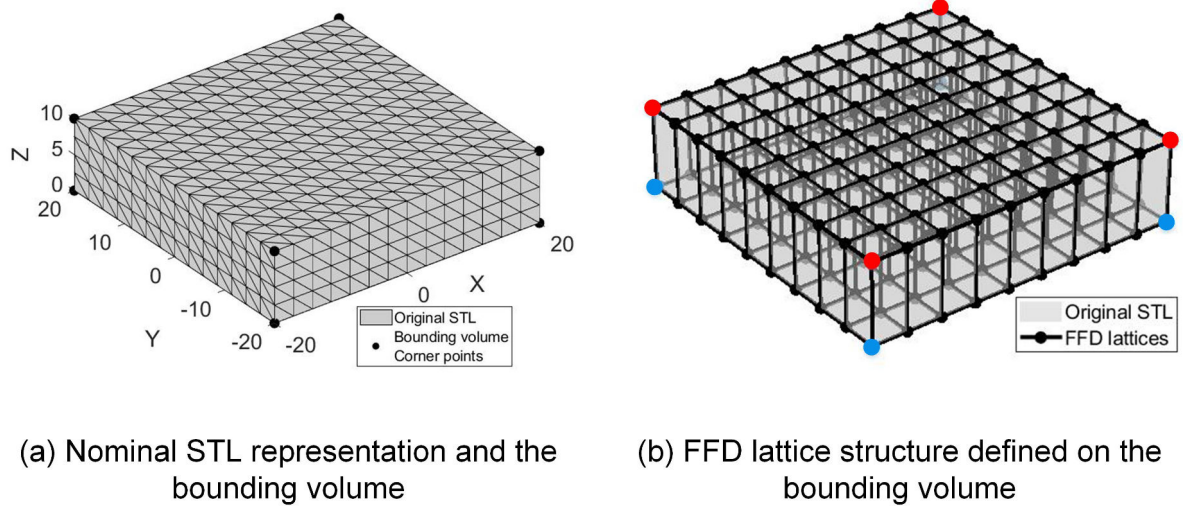 10
5
0
Z
20
10
0
-10
-20
Y
-20
0
20
X
Original STL
Bounding volume
Corner points
Original STL
FFD lattices
(a) Nominal STL representation and the
bounding volume
(b) FFD lattice structure defined on the
bounding volume